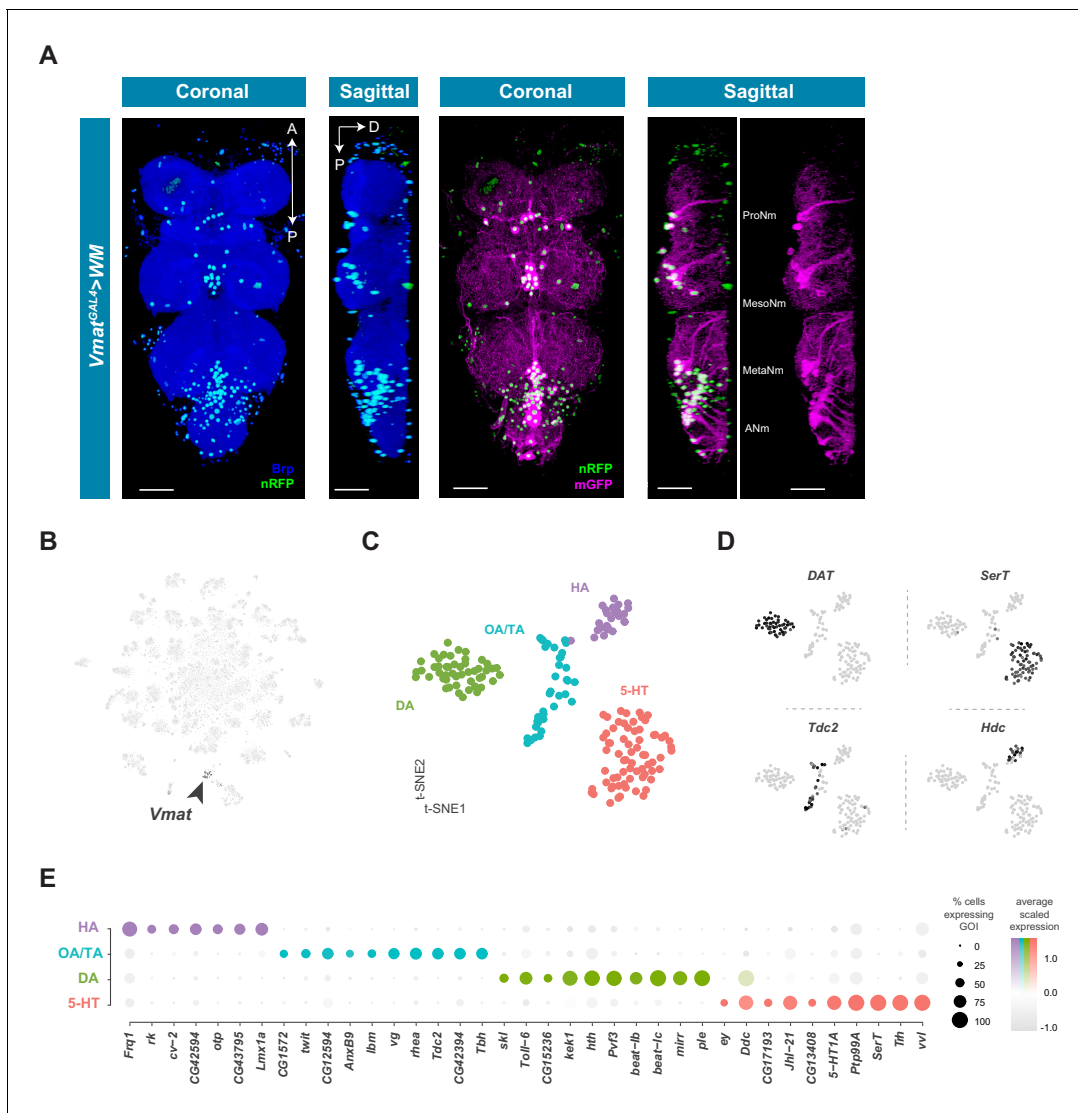 A
Coronal
Sagittal
Coronal
Sagittal
Vmat^GAL4>WM
A
P
D
P
Brp
nRFP
nRFP
mGFP
ProNm
MesoNm
MetaNm
ANm
B
Vmat
C
HA
OA/TA
DA
5-HT
t-SNE2
t-SNE1
D
DAT
SerT
Tdc2
Hdc
E
HA
OA/TA
DA
5-HT
Frq1
rk
cv-2
CG42594
otp
CG43795
Lmx1a
CG1572
twit
CG12594
AnxB9
lbm
vg
rhea
Tdc2
CG42394
Tbh
skl
Toll-6
CG15236
kek1
hth
Pvf3
beat-Ib
beat-Ic
mirr
ple
ey
Ddc
CG17193
Jhl-21
CG13408
5-HT1A
Ptp99A
SerT
Trh
vvl
% cells
expressing
GOI
0
25
50
75
100
average
scaled
expression
1.0
0.0
-1.0